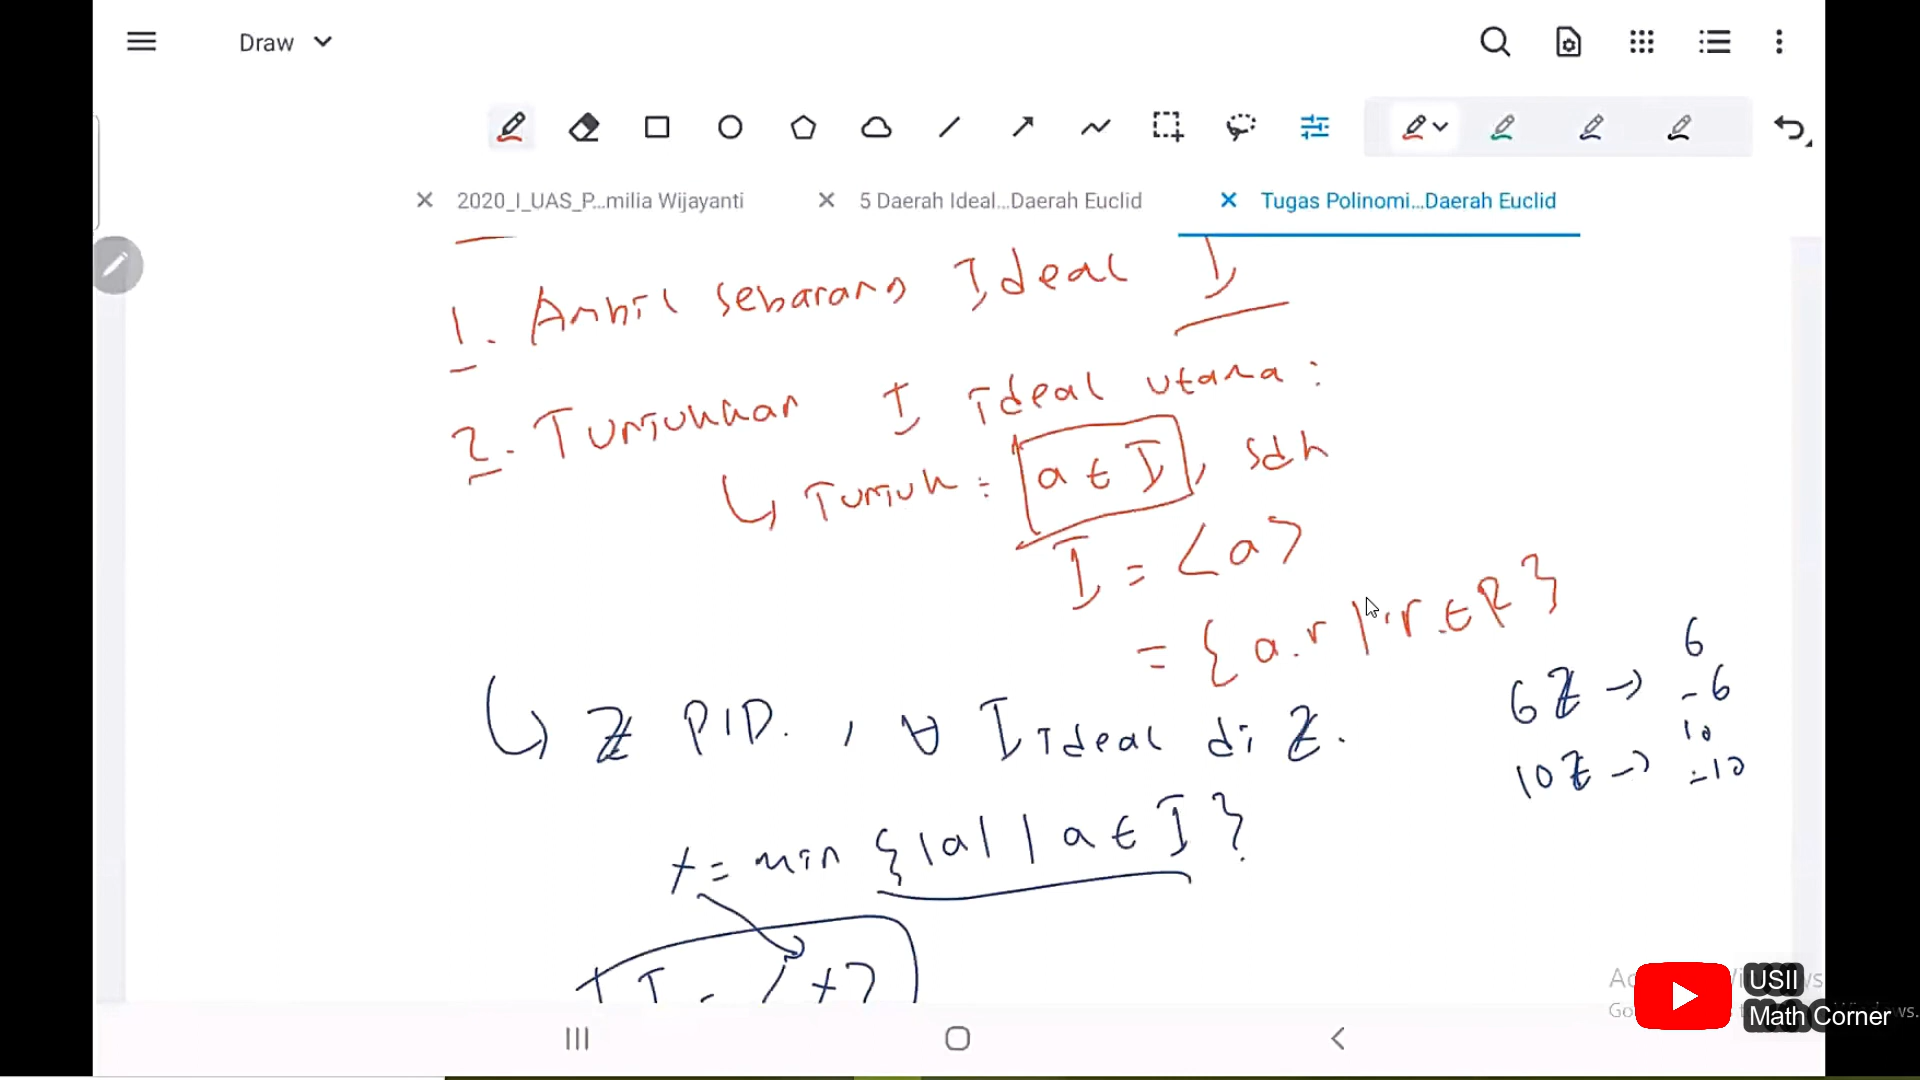 Draw
2020_I_UAS_P...milia Wijayanti
5 Daerah Ideal...Daerah Euclid
Tugas Polinomi...Daerah Euclid
1. Ambil sebarang Ideal I
2. Tunjukkan I ideal utama :
↳ Tunjuk : a ∈ I, sdh
I = <a>
= {a.r | r ∈ R}
↳ ℤ PID. , ∀ I ideal di ℤ.
6ℤ → 6
-6
10ℤ → 10
-10
t = min {|a| | a ∈ I}
I = <t>
USII
Math Corner